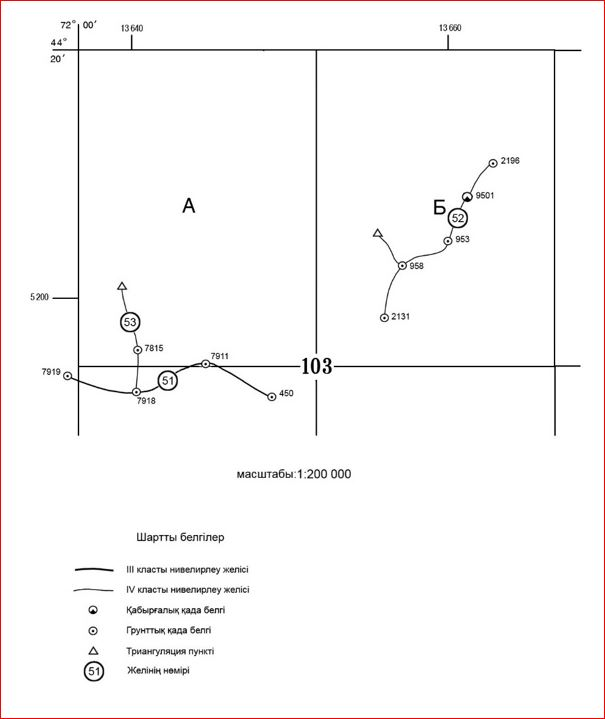 72° 00′
13 640
13 660
44°
20′
2196
А
Б
9501
52
953
958
5 200
2131
53
7815
7911
7919
103
51
450
7918
масштабы:1:200 000
Шартты белгілер
III класты нивелирлеу желісі
IV класты нивелирлеу желісі
Қабырғалық қада белгі
Грунттық қада белгі
Триангуляция пункті
51 Желінің нөмірі